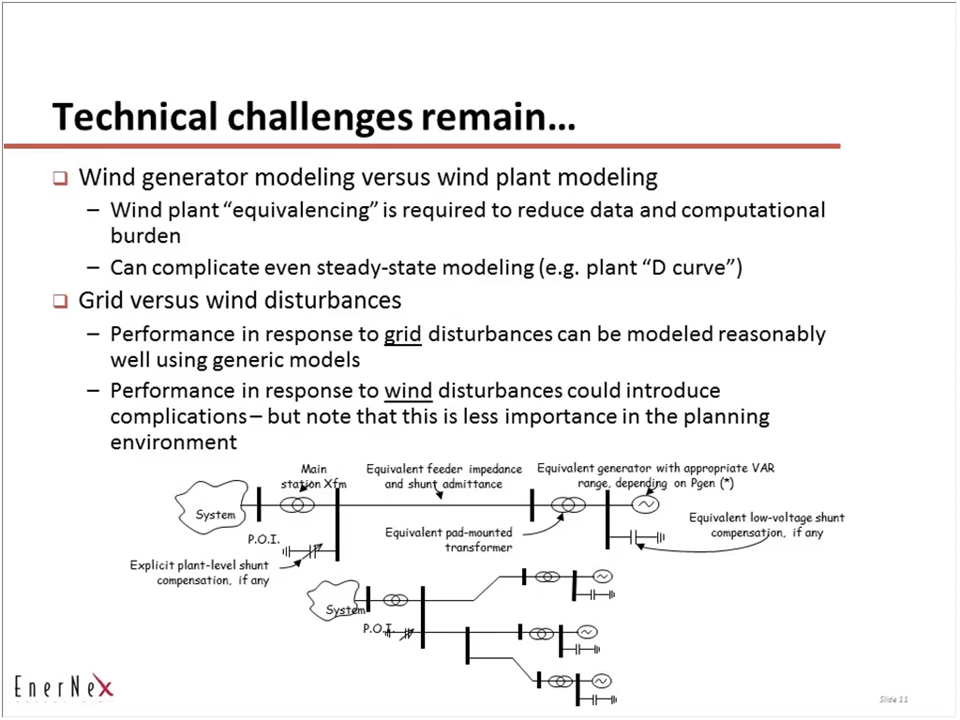 Technical challenges remain…
❑ Wind generator modeling versus wind plant modeling
– Wind plant “equivalencing” is required to reduce data and computational
burden
– Can complicate even steady-state modeling (e.g. plant “D curve”)
❑ Grid versus wind disturbances
– Performance in response to grid disturbances can be modeled reasonably
well using generic models
– Performance in response to wind disturbances could introduce
complications – but note that this is less importance in the planning
environment
Main
station Xfm
Equivalent feeder impedance
and shunt admittance
Equivalent generator with appropriate VAR
range, depending on Pgen (*)
System
P.O.I.
Equivalent pad-mounted
transformer
Equivalent low-voltage shunt
compensation, if any
Explicit plant-level shunt
compensation, if any
System
P.O.I.
EnerNex
Slide 11